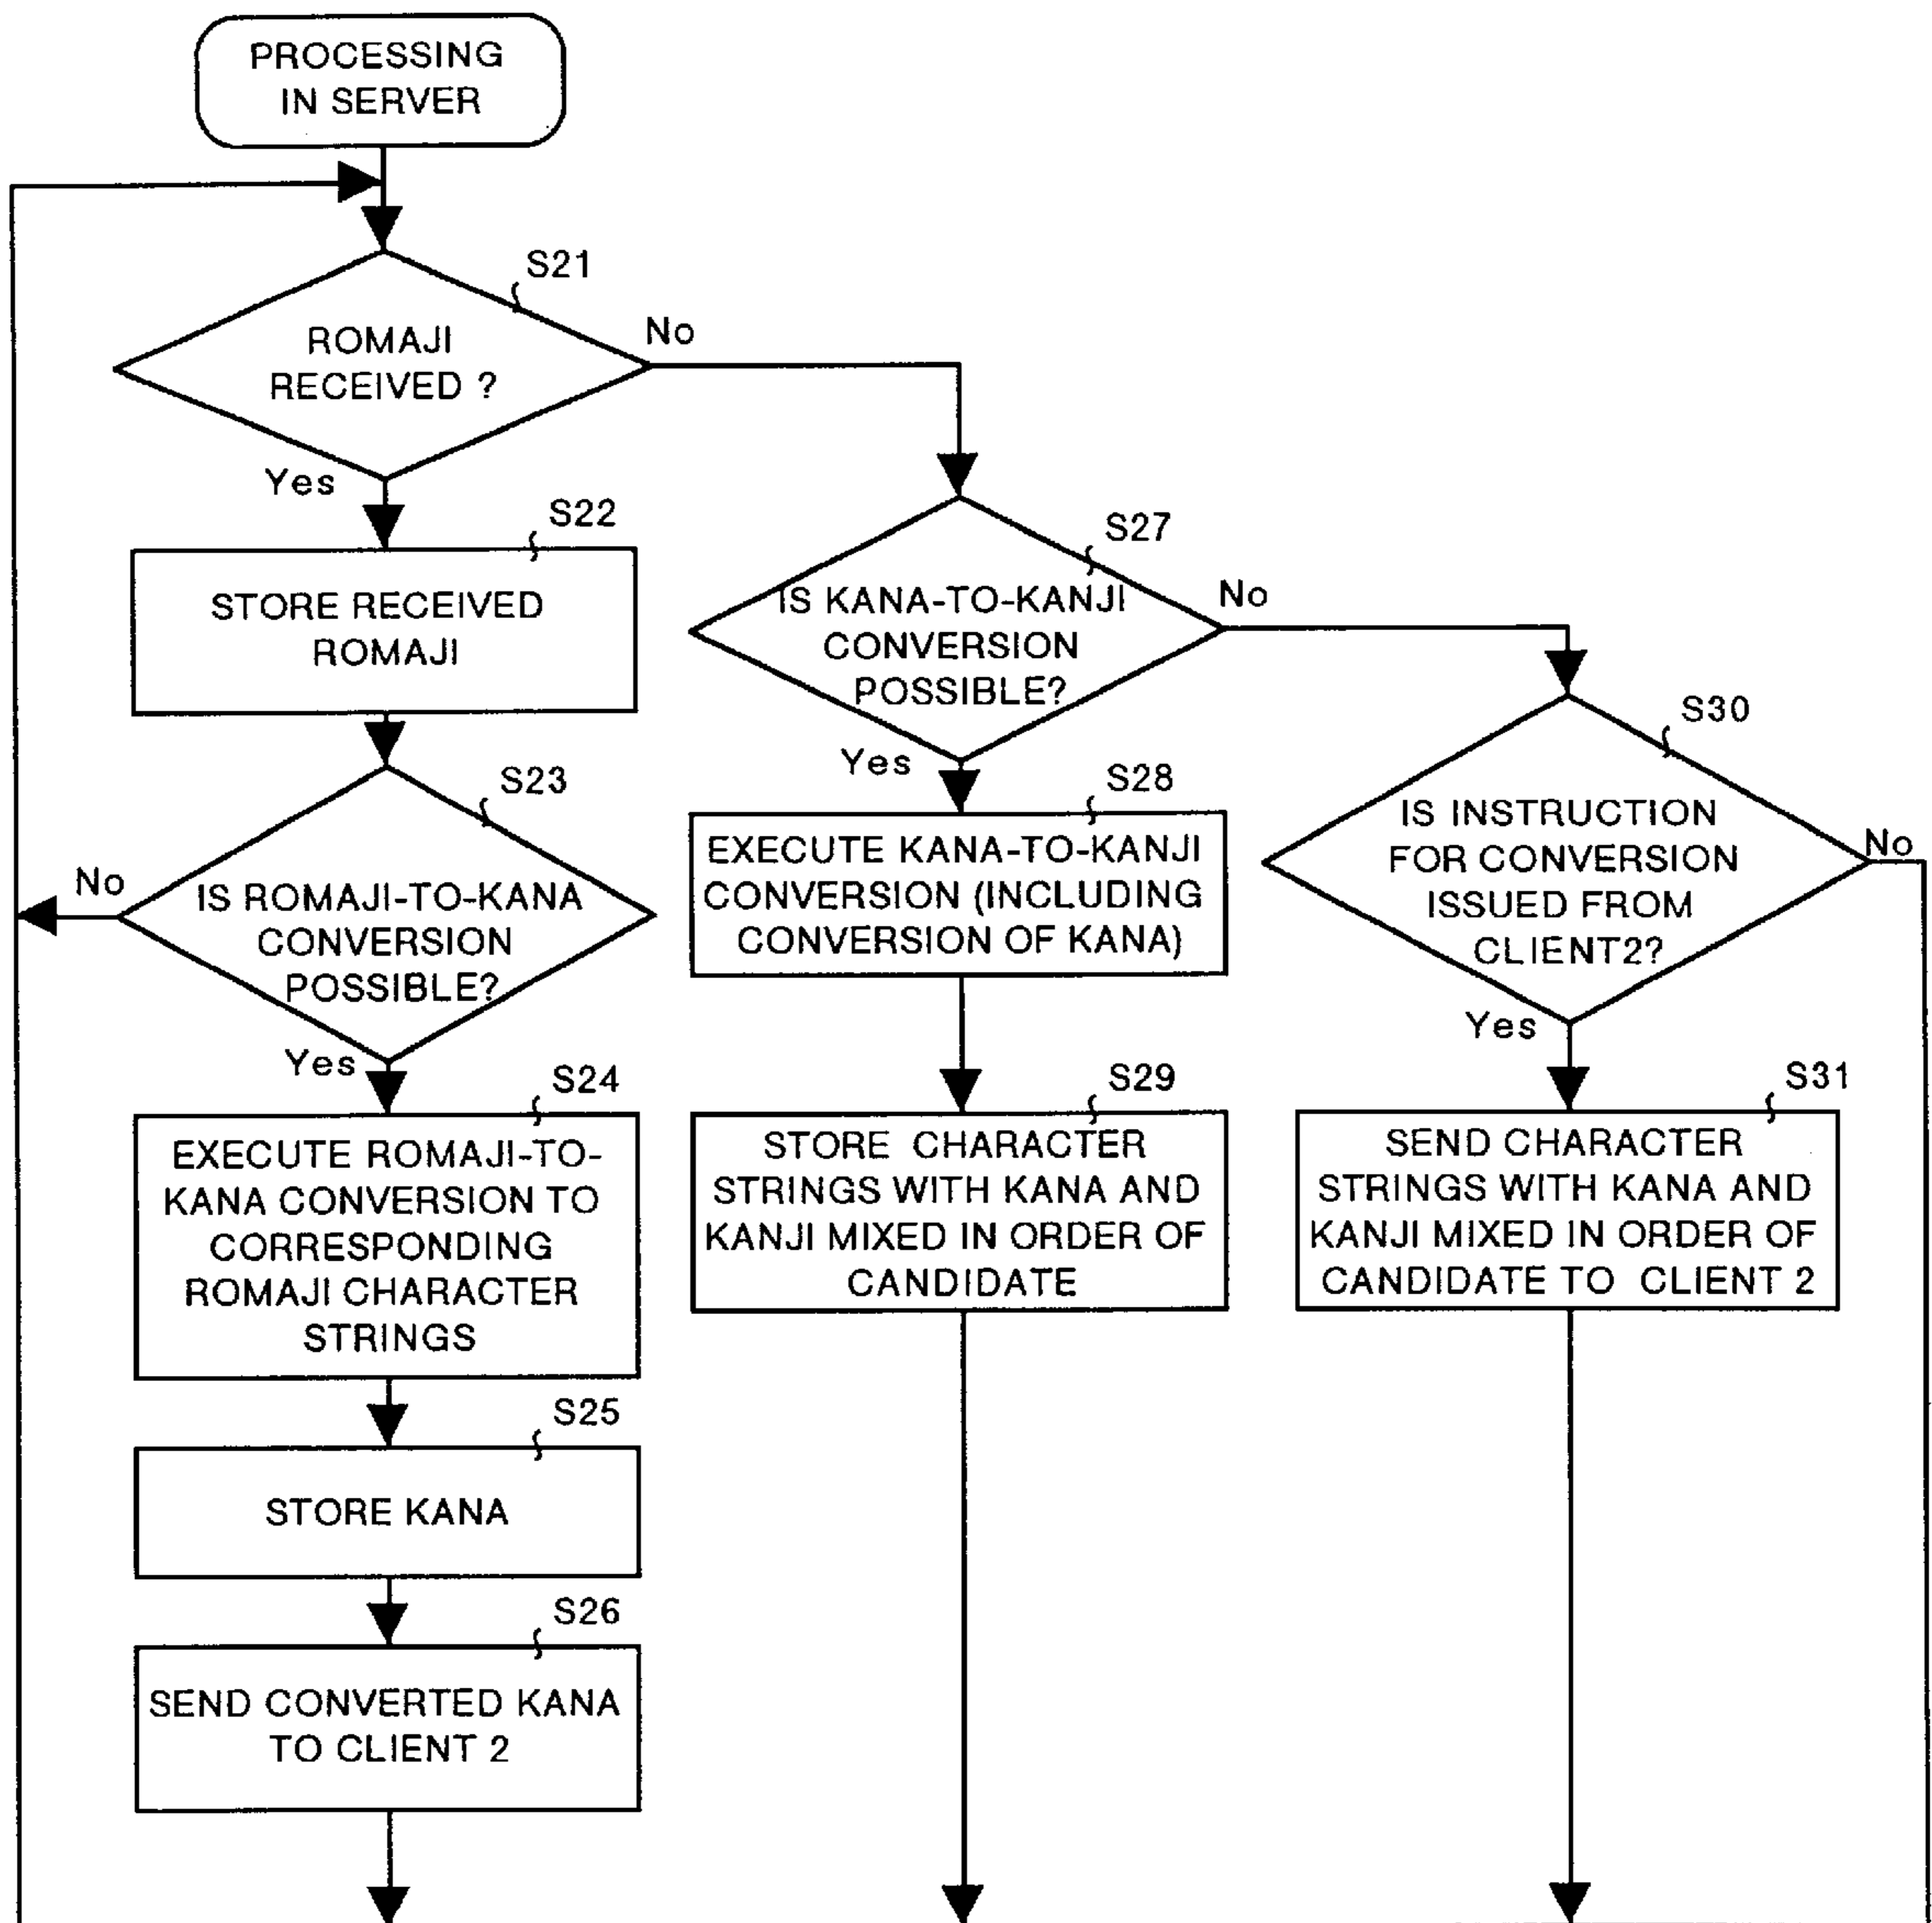 PROCESSING
IN SERVER
S21
ROMAJI
RECEIVED ?
No
Yes
S22
STORE RECEIVED
ROMAJI
S23
IS ROMAJI-TO-KANA
CONVERSION
POSSIBLE?
No
Yes
S24
EXECUTE ROMAJI-TO-
KANA CONVERSION TO
CORRESPONDING
ROMAJI CHARACTER
STRINGS
S25
STORE KANA
S26
SEND CONVERTED KANA
TO CLIENT 2
S27
IS KANA-TO-KANJI
CONVERSION
POSSIBLE?
No
Yes
S28
EXECUTE KANA-TO-KANJI
CONVERSION (INCLUDING
CONVERSION OF KANA)
S29
STORE CHARACTER
STRINGS WITH KANA AND
KANJI MIXED IN ORDER OF
CANDIDATE
S30
IS INSTRUCTION
FOR CONVERSION
ISSUED FROM
CLIENT2?
No
Yes
S31
SEND CHARACTER
STRINGS WITH KANA AND
KANJI MIXED IN ORDER OF
CANDIDATE TO CLIENT 2